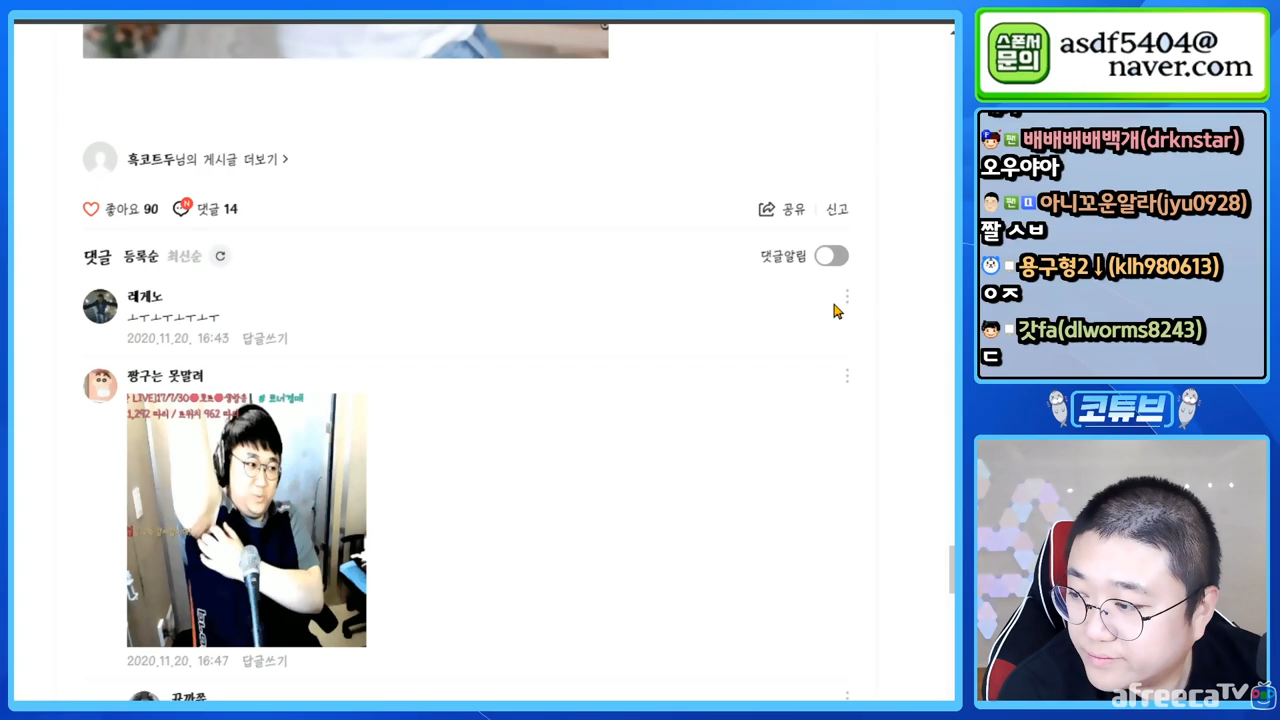 스폰서
문의
asdf5404@
naver.com
배배배배백개(drknstar)
오우야아
아니꼬운알라(jyu0928)
짤 ㅅㅂ
용구형2↓(klh980613)
ㅇㅈ
갓fa(dlworms8243)
ㄷ
코튜브
afreecaTV
흑코트두님의 게시글 더보기 >
좋아요 90 N 댓글 14
공유 신고
댓글 등록순 최신순
댓글알림
레게노
ㅗㅜㅗㅜㅗㅜㅗㅜ
2020.11.20. 16:43 답글쓰기
짱구는 못말려
LIVE]17/7/30
2020.11.20. 16:47 답글쓰기